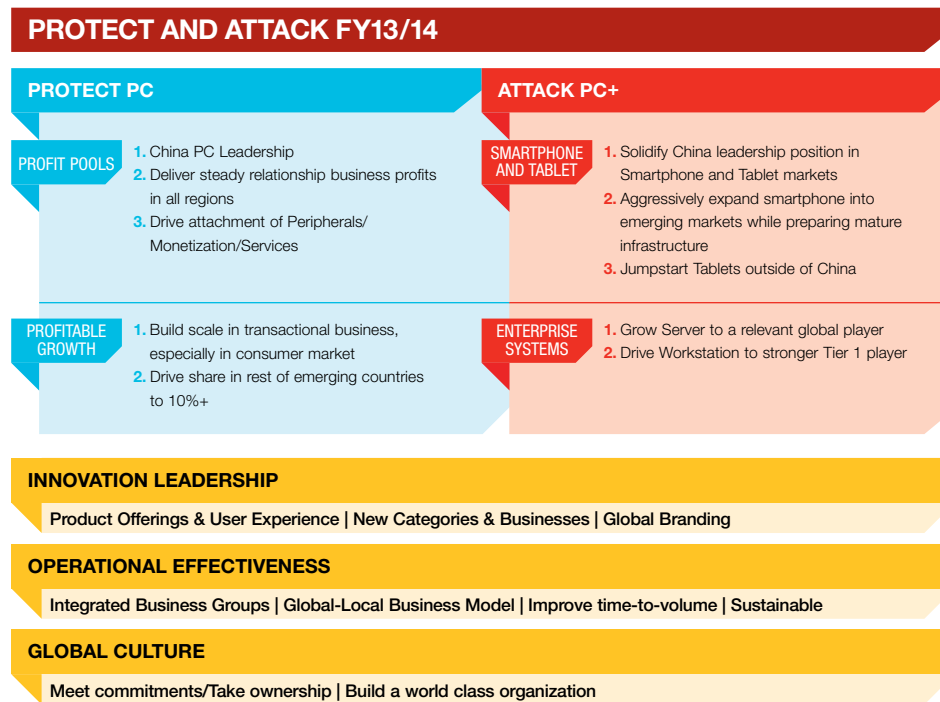 PROTECT AND ATTACK FY13/14
PROTECT PC
PROFIT POOLS
1. China PC Leadership
2. Deliver steady relationship business profits
in all regions
3. Drive attachment of Peripherals/
Monetization/Services
PROFITABLE
GROWTH
1. Build scale in transactional business,
especially in consumer market
2. Drive share in rest of emerging countries
to 10%+
ATTACK PC+
SMARTPHONE
AND TABLET
1. Solidify China leadership position in
Smartphone and Tablet markets
2. Aggressively expand smartphone into
emerging markets while preparing mature
infrastructure
3. Jumpstart Tablets outside of China
ENTERPRISE
SYSTEMS
1. Grow Server to a relevant global player
2. Drive Workstation to stronger Tier 1 player
INNOVATION LEADERSHIP
Product Offerings & User Experience | New Categories & Businesses | Global Branding
OPERATIONAL EFFECTIVENESS
Integrated Business Groups | Global-Local Business Model | Improve time-to-volume | Sustainable
GLOBAL CULTURE
Meet commitments/Take ownership | Build a world class organization